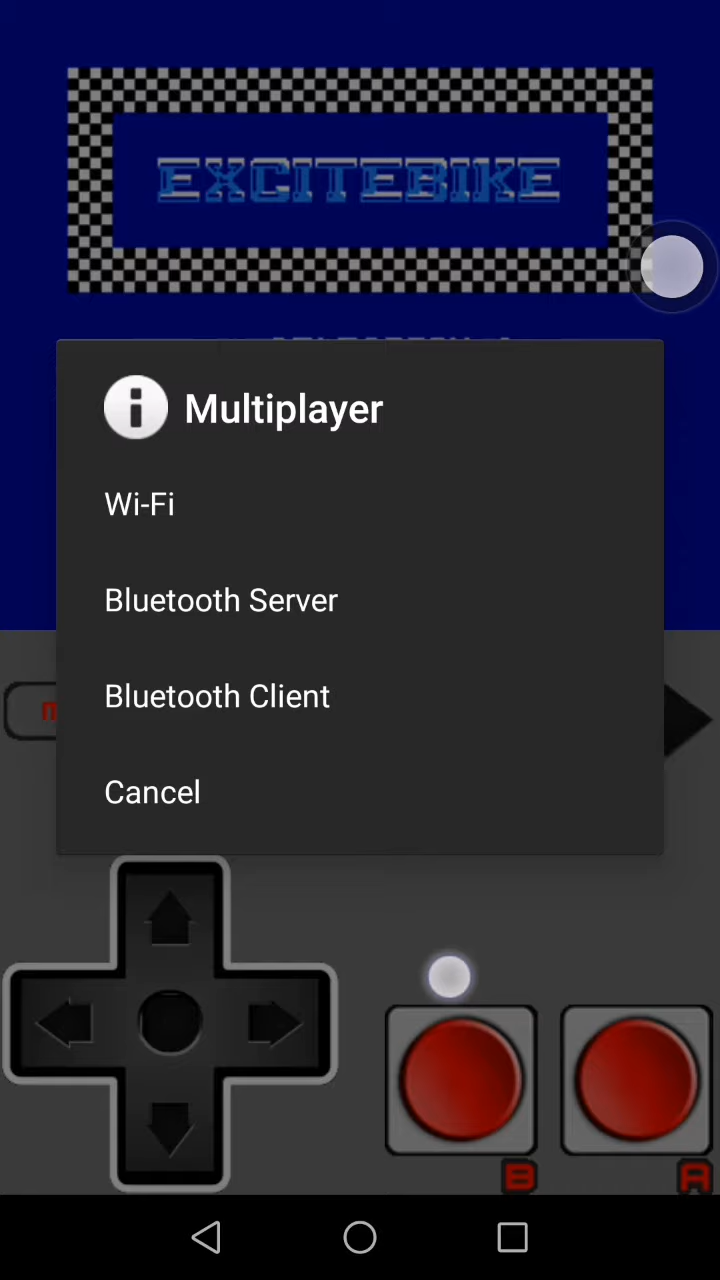 EXCITEBIKE
Multiplayer
Wi-Fi
Bluetooth Server
Bluetooth Client
Cancel
B
A